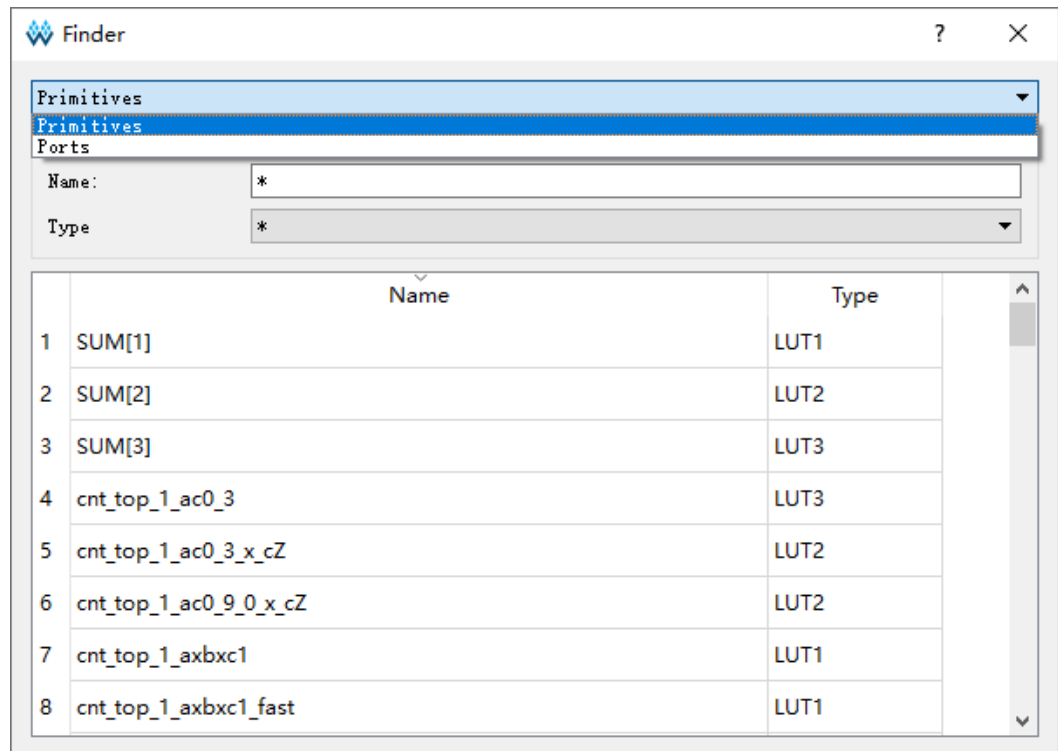 Finder ?
Primitives
Primitives
Ports
Name: *
Type *
Name Type
1 SUM[1] LUT1
2 SUM[2] LUT2
3 SUM[3] LUT3
4 cnt_top_1_ac0_3 LUT3
5 cnt_top_1_ac0_3_x_cZ LUT2
6 cnt_top_1_ac0_9_0_x_cZ LUT2
7 cnt_top_1_axbxc1 LUT1
8 cnt_top_1_axbxc1_fast LUT1